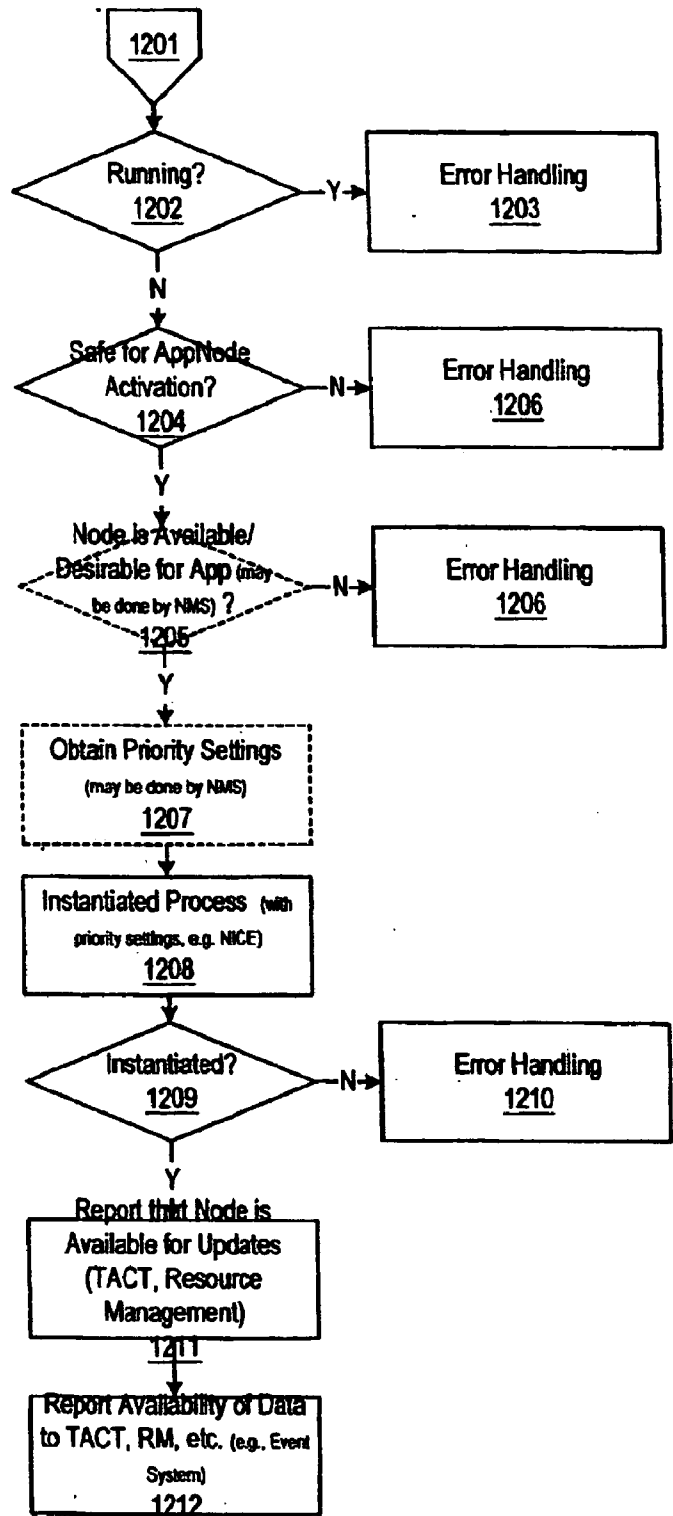 1201
Running?
1202
Y
Error Handling
1203
N
Safe for AppNode
Activation?
1204
N
Error Handling
1206
Y
Node is Available/
Desirable for App (may
be done by NMS) ?
1205
N
Error Handling
1206
Y
Obtain Priority Settings
(may be done by NMS)
1207
Instantiated Process (with
priority settings, e.g. NICE)
1208
Instantiated?
1209
N
Error Handling
1210
Y
Report that Node is
Available for Updates
(TACT, Resource
Management)
1211
Report Availability of Data
to TACT, RM, etc. (e.g., Event
System)
1212